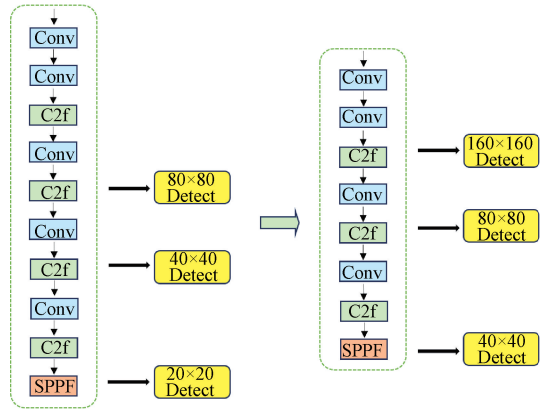 Conv
Conv
C2f
Conv
C2f
Conv
C2f
Conv
C2f
SPPF
80×80
Detect
40×40
Detect
20×20
Detect
Conv
Conv
C2f
Conv
C2f
Conv
C2f
SPPF
160×160
Detect
80×80
Detect
40×40
Detect